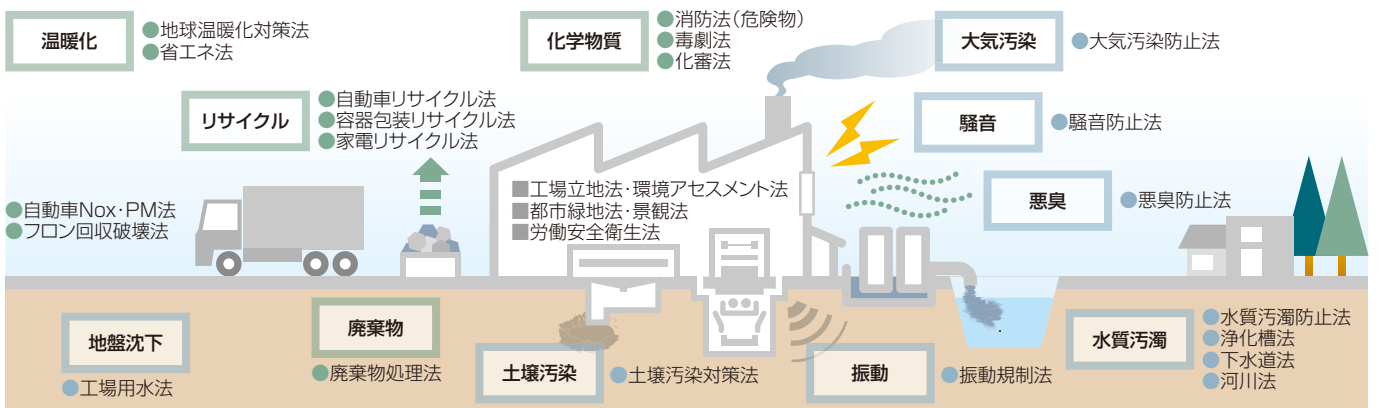 温暖化
●地球温暖化対策法
●省エネ法
化学物質
●消防法(危険物)
●毒劇法
●化審法
大気汚染
●大気汚染防止法
リサイクル
●自動車リサイクル法
●容器包装リサイクル法
●家電リサイクル法
騒音
●騒音防止法
■工場立地法・環境アセスメント法
■都市緑地法・景観法
■労働安全衛生法
悪臭
●悪臭防止法
●自動車Nox・PM法
●フロン回収破壊法
地盤沈下
●工場用水法
廃棄物
●廃棄物処理法
土壌汚染
●土壌汚染対策法
振動
●振動規制法
水質汚濁
●水質汚濁防止法
●浄化槽法
●下水道法
●河川法